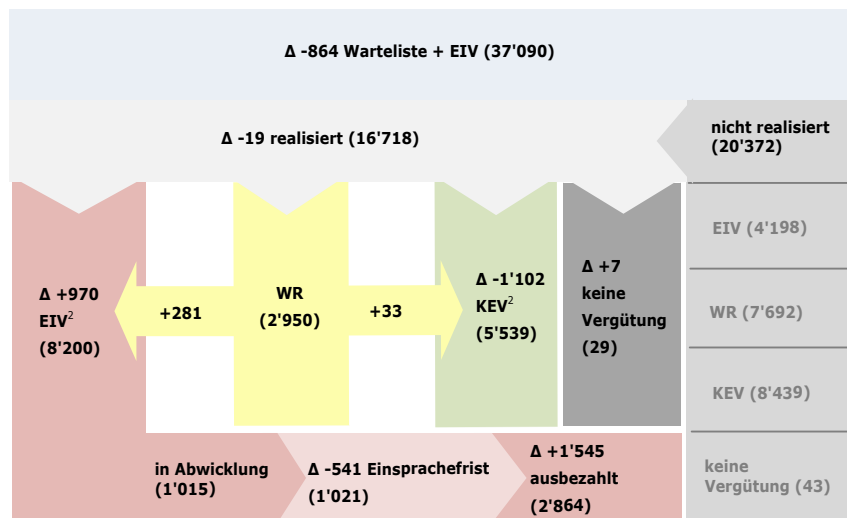 Δ -864 Warteliste + EIV (37'090)
Δ -19 realisiert (16'718)
nicht realisiert
(20'372)
Δ +970
EIV²
(8'200)
+281
WR
(2'950)
+33
Δ -1'102
KEV²
(5'539)
Δ +7
keine
Vergütung
(29)
EIV (4'198)
WR (7'692)
KEV (8'439)
keine
Vergütung (43)
in Abwicklung
(1'015)
Δ -541 Einsprachefrist
(1'021)
Δ +1'545
ausbezahlt
(2'864)